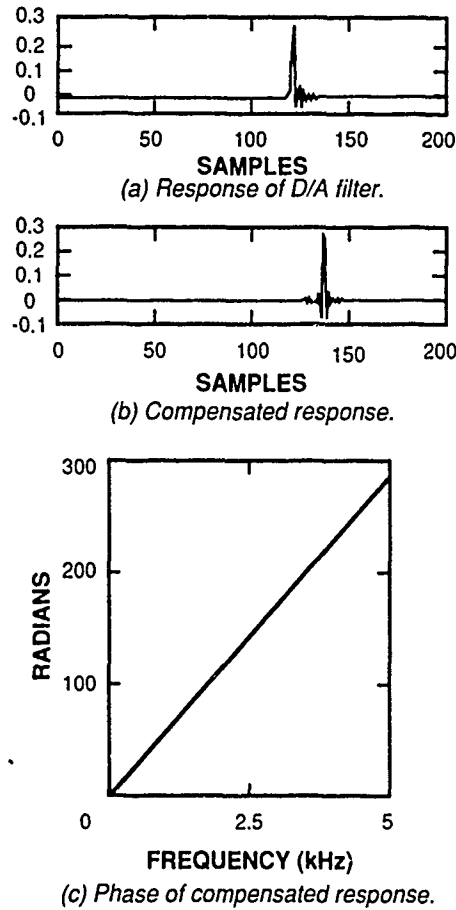 0.3
0.2
0.1
0
-0.1
0 50 100 150 200
SAMPLES
(a) Response of D/A filter.
0.3
0.2
0.1
0
-0.1
0 50 100 150 200
SAMPLES
(b) Compensated response.
300
200
100
RADIANS
0 2.5 5
FREQUENCY (kHz)
(c) Phase of compensated response.